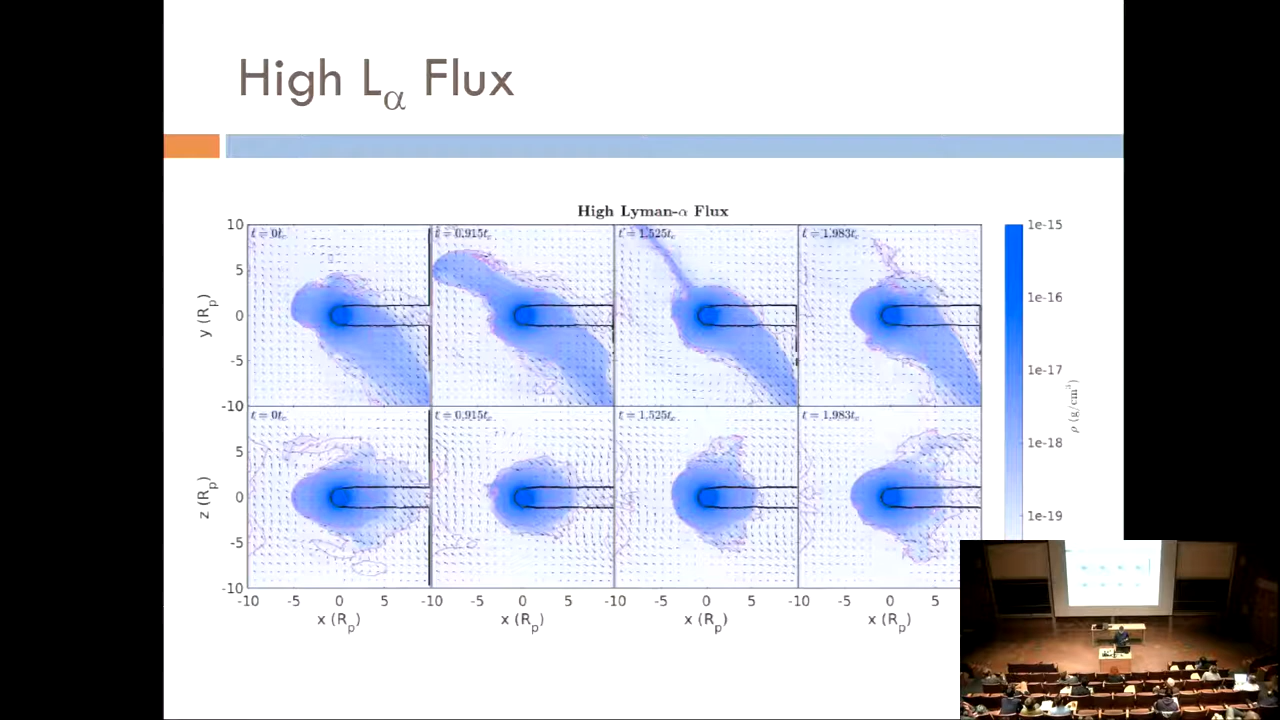 High Lα Flux
High Lyman-α Flux
10
5
0
-5
-10
y (Rp)
t = 0tc
t = 0.915tc
t = 1.525tc
t = 1.983tc
5
0
-5
-10
z (Rp)
t = 0tc
t = 0.915tc
t = 1.525tc
t = 1.983tc
-10 -5 0 5 -10 -5 0 5 -10 -5 0 5 -10 -5 0 5
x (Rp) x (Rp) x (Rp) x (Rp)
1e-15
1e-16
1e-17
1e-18
1e-19
ρ (g/cm³)